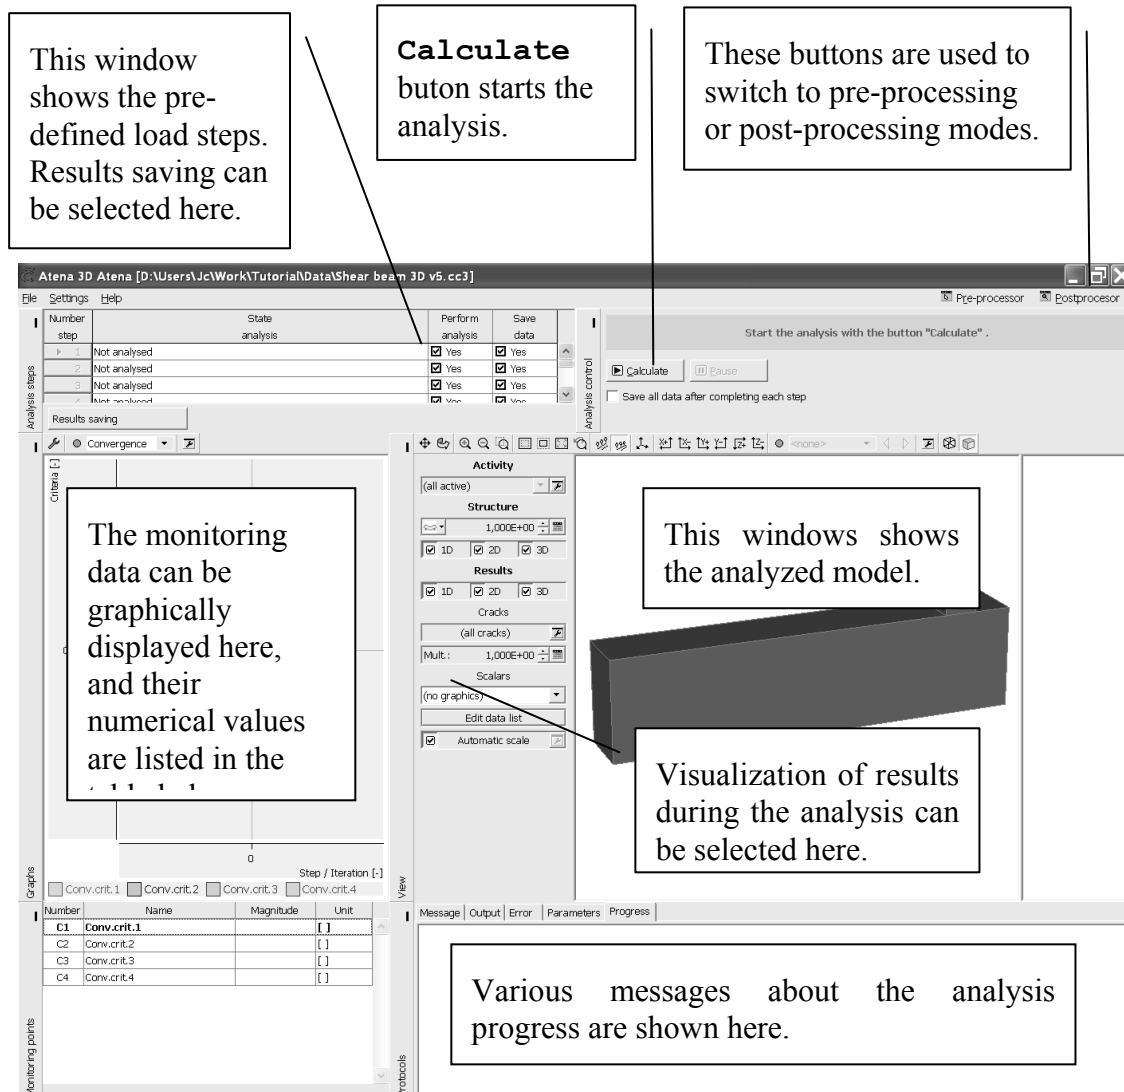 This window
shows the pre-
defined load steps.
Results saving can
be selected here.
Calculate
buton starts the
analysis.
These buttons are used to
switch to pre-processing
or post-processing modes.
Atena 3D Atena [D:\Users\Jc\Work\Tutorial\Data\Shear beam 3D v5.cc3]
File Settings Help
Pre-processor Postprocesor
Analysis steps
Number step State analysis Perform analysis Save data
1 Not analysed Yes Yes
2 Not analysed Yes Yes
3 Not analysed Yes Yes
4 Not analysed Yes Yes
Results saving
Analysis control
Start the analysis with the button "Calculate" .
Calculate Pause
Save all data after completing each step
Convergence
<none>
Criteria [-]
The monitoring
data can be
graphically
displayed here,
and their
numerical values
are listed in the
0
0
Step / Iteration [-]
Conv.crit.1 Conv.crit.2 Conv.crit.3 Conv.crit.4
Graphs
Activity
(all active)
Structure
1,000E+00
1D 2D 3D
Results
1D 2D 3D
Cracks
(all cracks)
Mult.: 1,000E+00
Scalars
(no graphics)
Edit data list
Automatic scale
View
This windows shows
the analyzed model.
Visualization of results
during the analysis can
be selected here.
Number Name Magnitude Unit
C1 Conv.crit.1 [ ]
C2 Conv.crit.2 [ ]
C3 Conv.crit.3 [ ]
C4 Conv.crit.4 [ ]
Monitoring points
Message Output Error Parameters Progress
Various messages about the analysis
progress are shown here.
Protocols